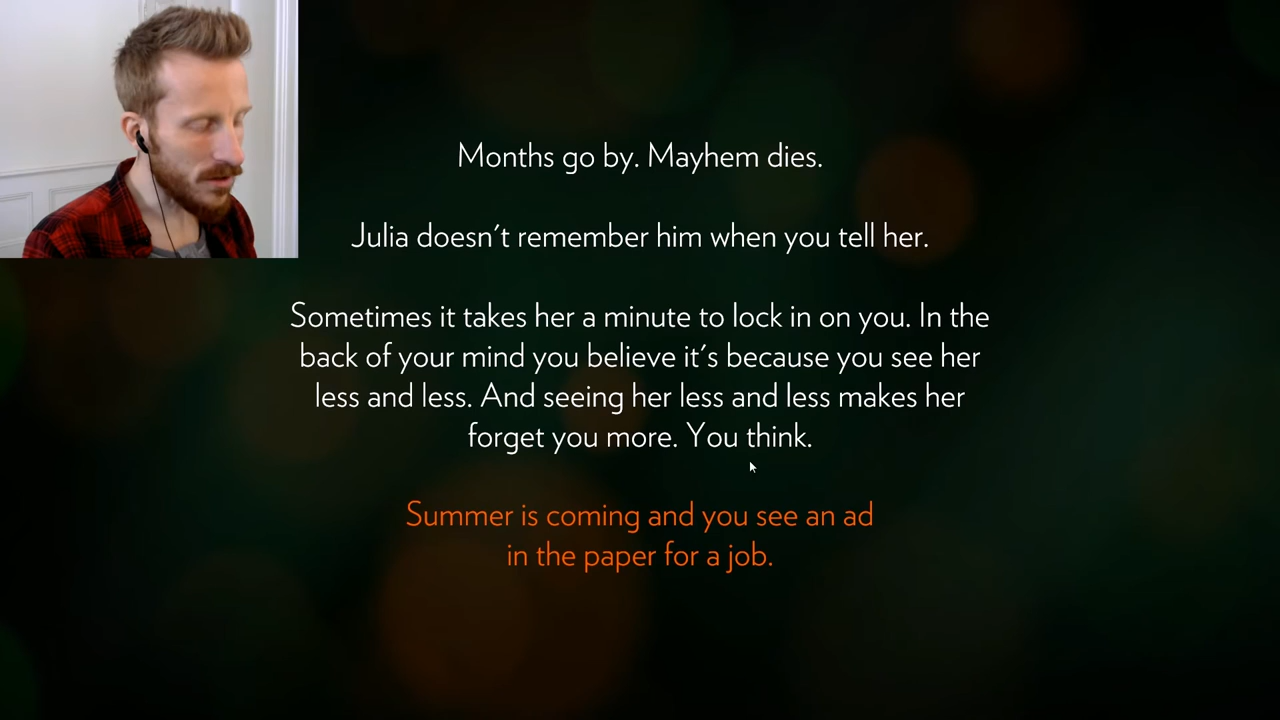 Months go by. Mayhem dies.
Julia doesn't remember him when you tell her.
Sometimes it takes her a minute to lock in on you. In the
back of your mind you believe it's because you see her
less and less. And seeing her less and less makes her
forget you more. You think.
Summer is coming and you see an ad
in the paper for a job.